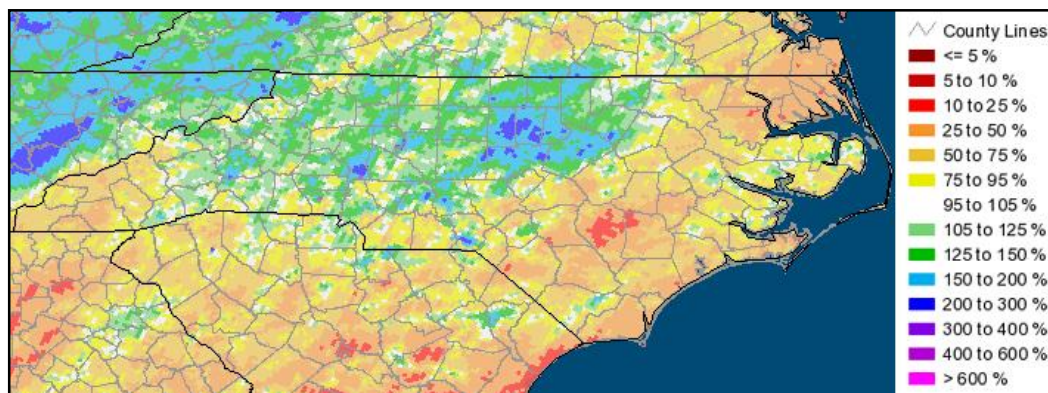 County Lines
<= 5 %
5 to 10 %
10 to 25 %
25 to 50 %
50 to 75 %
75 to 95 %
95 to 105 %
105 to 125 %
125 to 150 %
150 to 200 %
200 to 300 %
300 to 400 %
400 to 600 %
> 600 %